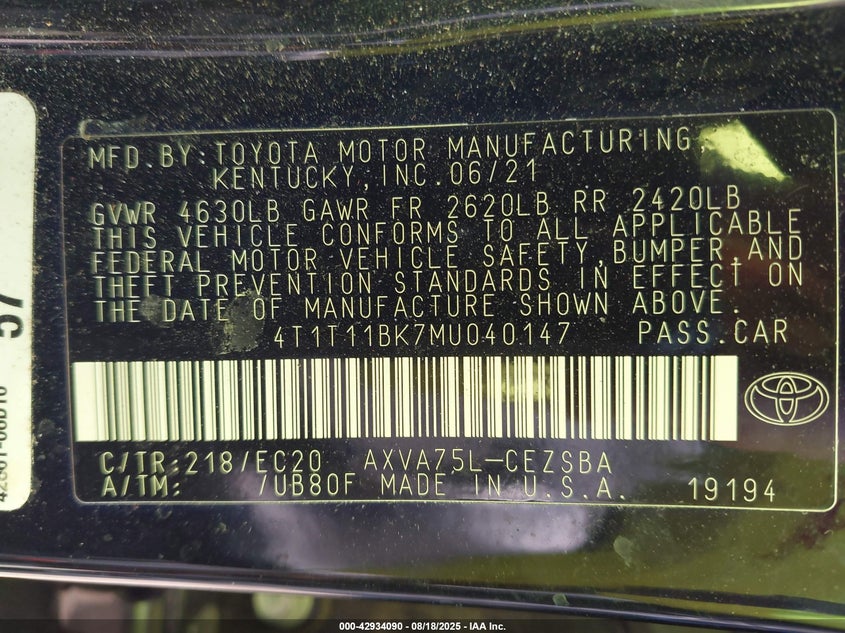 MFD.BY:TOYOTA MOTOR MANUFACTURING,
KENTUCKY,INC.06/21
GVWR 4630LB GAWR FR 2620LB RR 2420LB
THIS VEHICLE CONFORMS TO ALL APPLICABLE
FEDERAL MOTOR VEHICLE SAFETY,BUMPER,AND
THEFT PREVENTION STANDARDS IN EFFECT ON
THE DATE OF MANUFACTURE SHOWN ABOVE.
4T1T11BK7MU040147 PASS.CAR
C/TR:218/EC20 AXVA75L-CEZSBA
A/TM: /UB80F MADE IN U.S.A. 19194
57
000-42934090 - 08/18/2025 - IAA Inc.